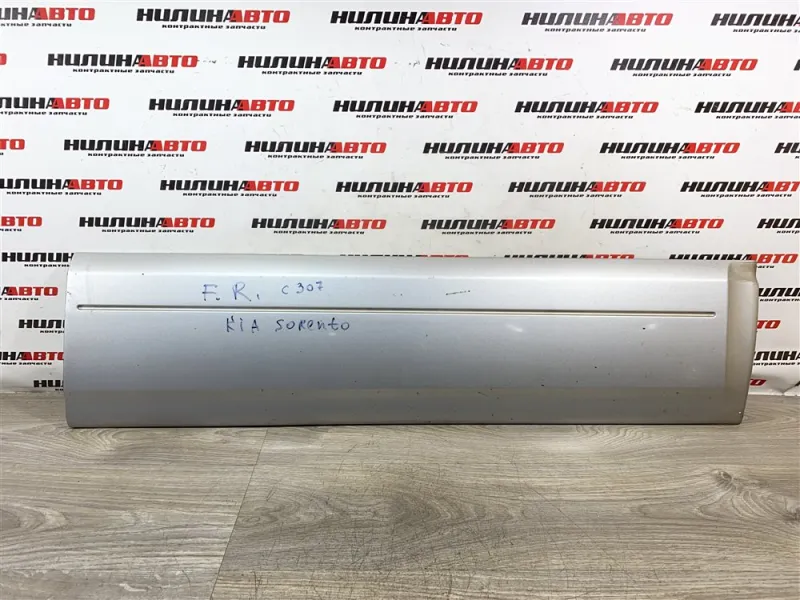 НИЛИНААВТО
контрактные запчасти
F.R. c307
KIA SORENTO